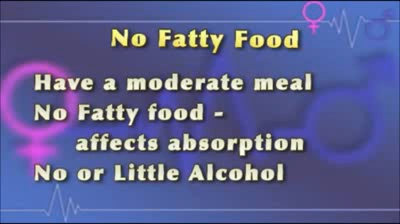 No Fatty Food
Have a moderate meal
No Fatty food -
affects absorption
No or Little Alcohol